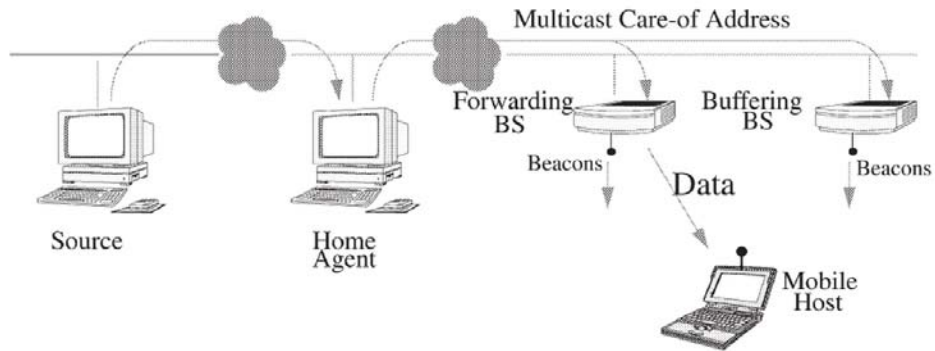 Multicast Care-of Address
Forwarding
BS
Buffering
BS
Beacons
Beacons
Data
Source
Home
Agent
Mobile
Host